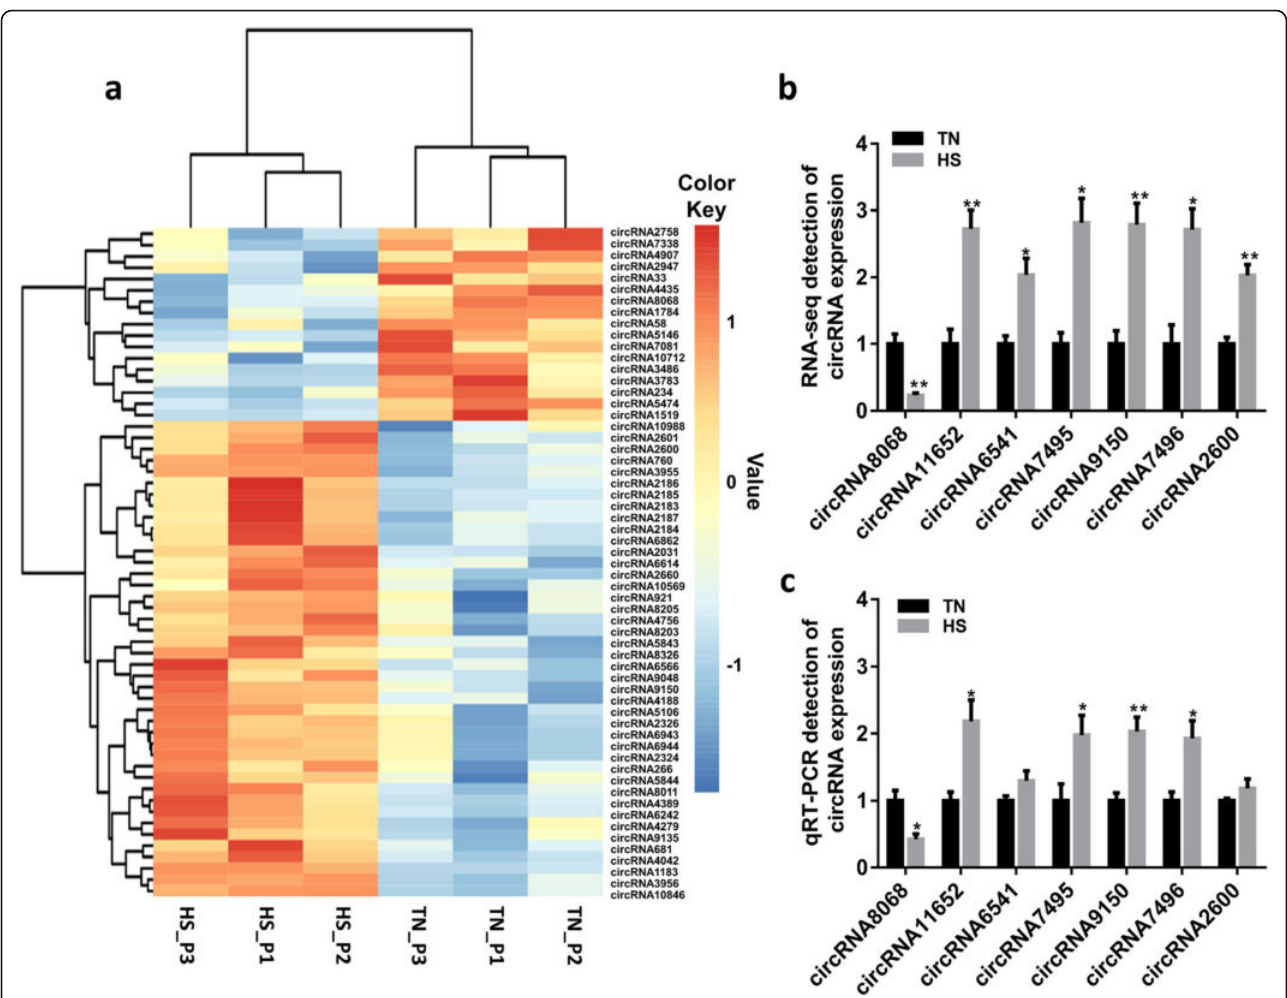 a
Color
Key
1
0
-1
Value
circRNA2758
circRNA7338
circRNA4907
circRNA2947
circRNA33
circRNA4435
circRNA8068
circRNA1784
circRNA58
circRNA5146
circRNA7081
circRNA10712
circRNA3486
circRNA3783
circRNA234
circRNA5474
circRNA1519
circRNA10988
circRNA2601
circRNA2600
circRNA760
circRNA3955
circRNA2186
circRNA2185
circRNA2183
circRNA2187
circRNA2184
circRNA6862
circRNA2031
circRNA6614
circRNA2660
circRNA10569
circRNA921
circRNA8205
circRNA4756
circRNA8203
circRNA5843
circRNA8326
circRNA6566
circRNA9048
circRNA9150
circRNA4188
circRNA5106
circRNA2326
circRNA6943
circRNA6944
circRNA2324
circRNA266
circRNA5844
circRNA8011
circRNA4389
circRNA6242
circRNA4279
circRNA9135
circRNA681
circRNA4042
circRNA1183
circRNA3956
circRNA10846
HS_P3
HS_P1
HS_P2
TN_P3
TN_P1
TN_P2
b
RNA-seq detection of
circRNA expression
4
3
2
1
0
TN
HS
**
**
*
*
**
*
**
circRNA8068
circRNA11652
circRNA6541
circRNA7495
circRNA9150
circRNA7496
circRNA2600
c
qRT-PCR detection of
circRNA expression
4
3
2
1
0
TN
HS
*
*
*
**
*
circRNA8068
circRNA11652
circRNA6541
circRNA7495
circRNA9150
circRNA7496
circRNA2600